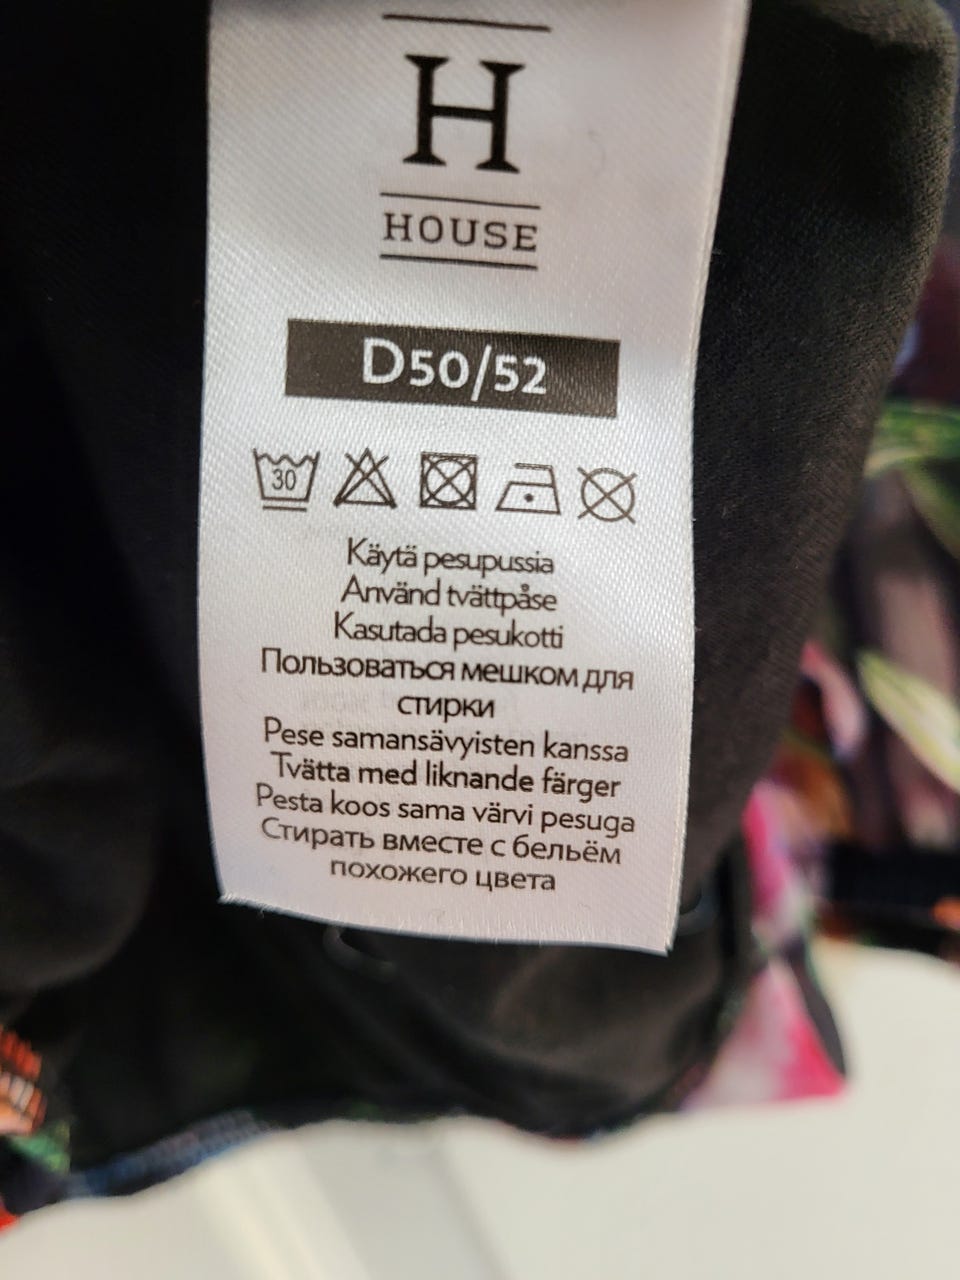 H
HOUSE
D50/52
30
Käytä pesupussia
Använd tvättpåse
Kasutada pesukotti
Пользоваться мешком для
стирки
Pese samansävyisten kanssa
Tvätta med liknande färger
Pesta koos sama värvi pesuga
Стирать вместе с бельём
похожего цвета